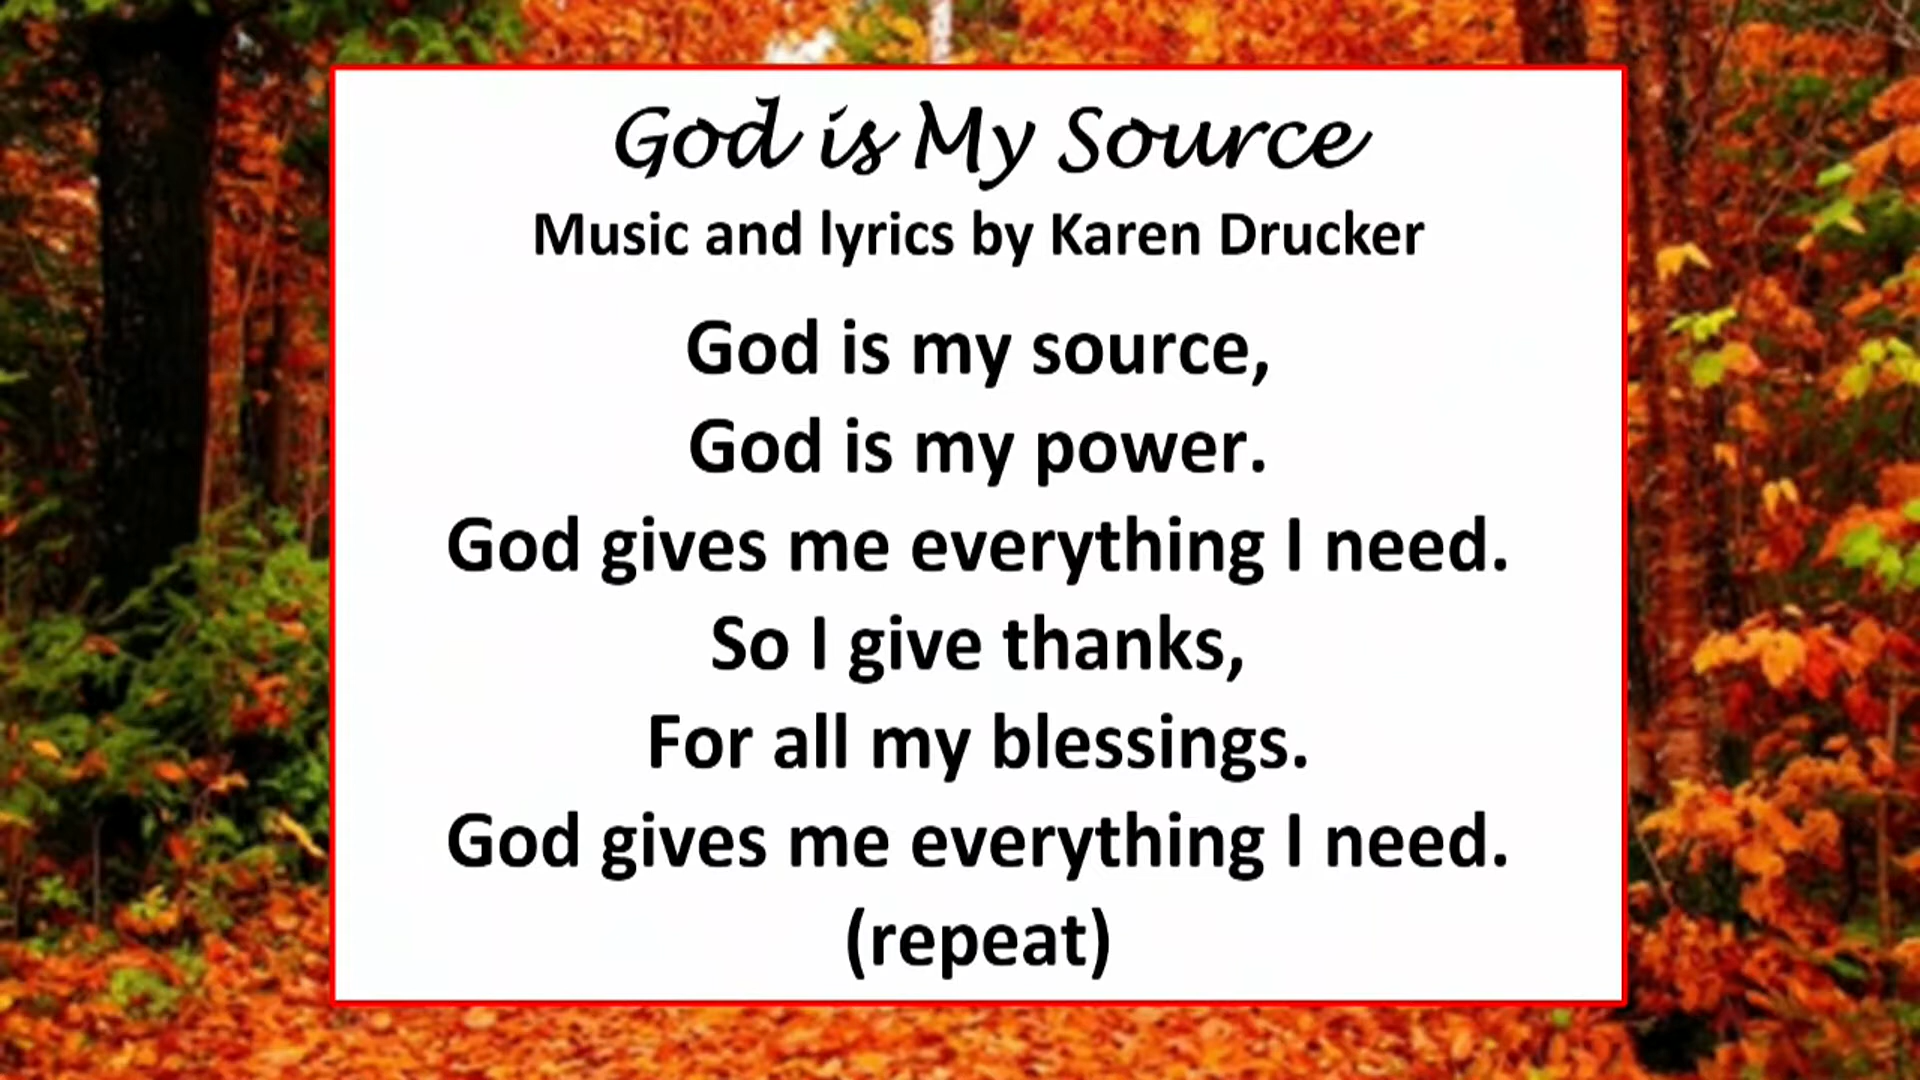 God is My Source
Music and lyrics by Karen Drucker
God is my source,
God is my power.
God gives me everything I need.
So I give thanks,
For all my blessings.
God gives me everything I need.
(repeat)